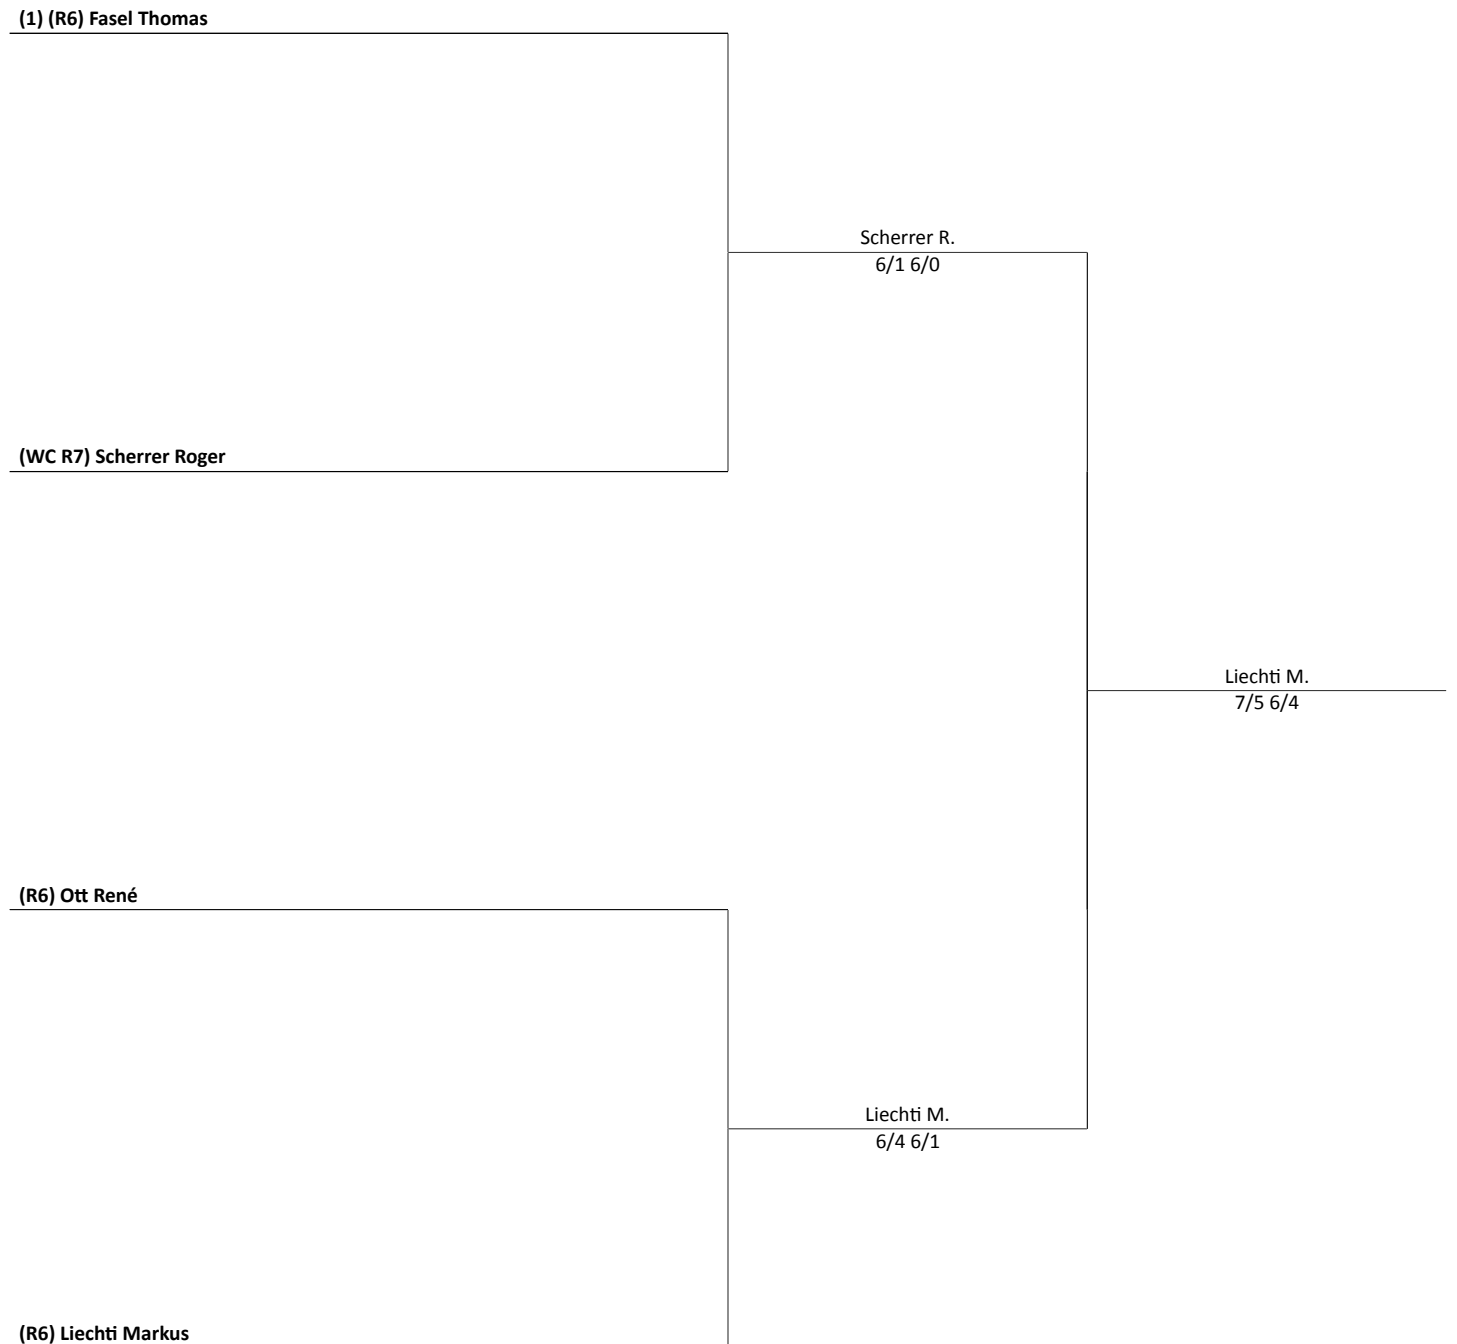 (1) (R6) Fasel Thomas
Scherrer R.
6/1 6/0
(WC R7) Scherrer Roger
Liechti M.
7/5 6/4
(R6) Ott René
Liechti M.
6/4 6/1
(R6) Liechti Markus